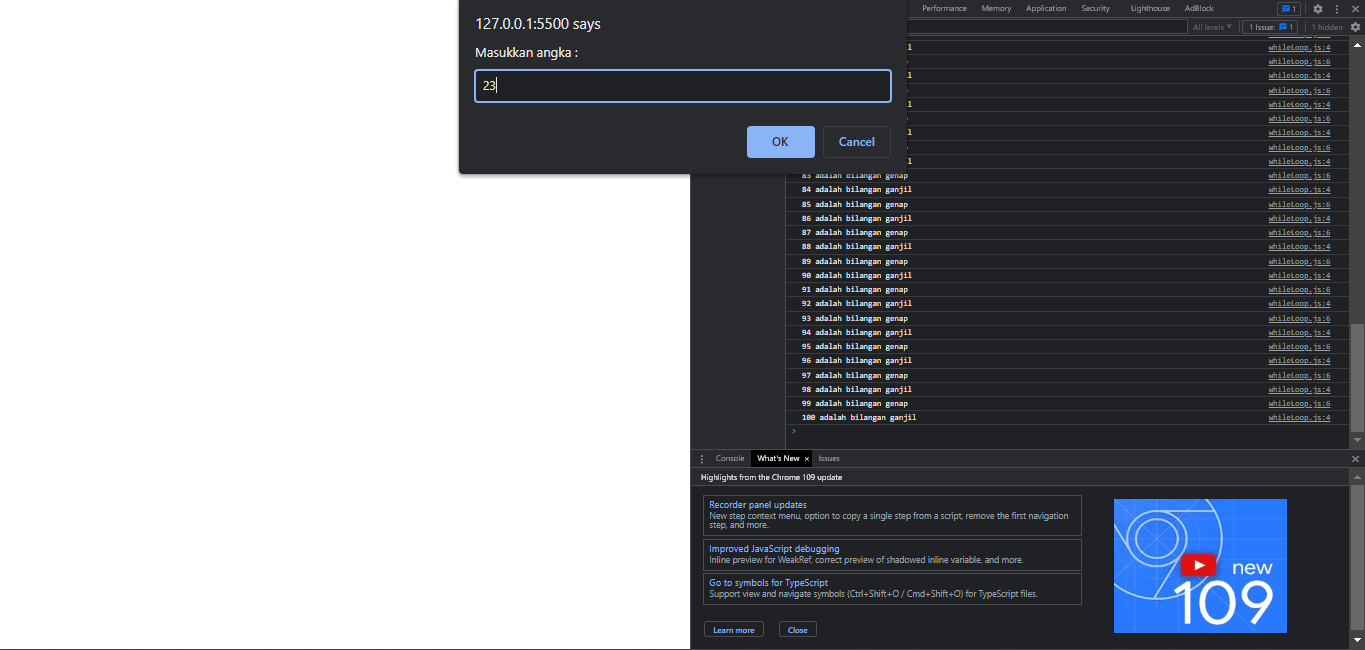 127.0.0.1:5500 says
Masukkan angka :
23
OK
Cancel
Performance
Memory
Application
Security
Lighthouse
AdBlock
1
All levels
1 Issue:
1
1 hidden
l
whileLoop.js:4
whileLoop.js:6
l
whileLoop.js:4
whileLoop.js:6
l
whileLoop.js:4
whileLoop.js:6
l
whileLoop.js:4
whileLoop.js:6
l
whileLoop.js:4
83 adalah bilangan genap
whileLoop.js:6
84 adalah bilangan ganjil
whileLoop.js:4
85 adalah bilangan genap
whileLoop.js:6
86 adalah bilangan ganjil
whileLoop.js:4
87 adalah bilangan genap
whileLoop.js:6
88 adalah bilangan ganjil
whileLoop.js:4
89 adalah bilangan genap
whileLoop.js:6
90 adalah bilangan ganjil
whileLoop.js:4
91 adalah bilangan genap
whileLoop.js:6
92 adalah bilangan ganjil
whileLoop.js:4
93 adalah bilangan genap
whileLoop.js:6
94 adalah bilangan ganjil
whileLoop.js:4
95 adalah bilangan genap
whileLoop.js:6
96 adalah bilangan ganjil
whileLoop.js:4
97 adalah bilangan genap
whileLoop.js:6
98 adalah bilangan ganjil
whileLoop.js:4
99 adalah bilangan genap
whileLoop.js:6
100 adalah bilangan ganjil
whileLoop.js:4
Console
What's New
Issues
Highlights from the Chrome 109 update
Recorder panel updates
New step context menu, option to copy a single step from a script, remove the first navigation
step, and more.
Improved JavaScript debugging
Inline preview for WeakRef, correct preview of shadowed inline variable, and more.
Go to symbols for TypeScript
Support view and navigate symbols (Ctrl+Shift+O / Cmd+Shift+O) for TypeScript files.
Learn more
Close
new
109